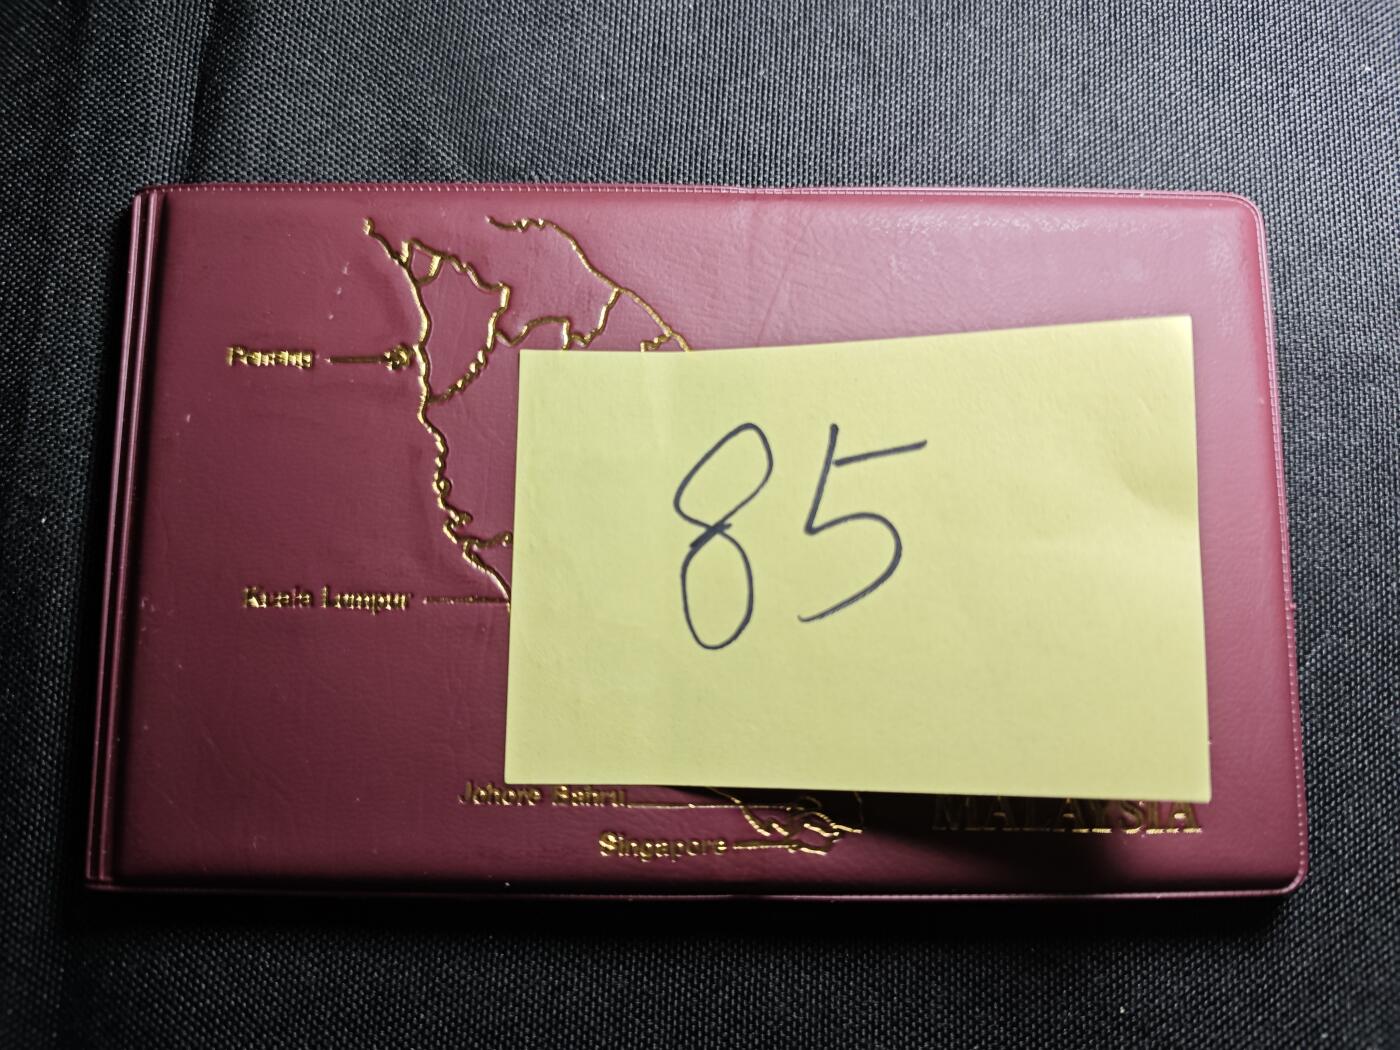 Penang
85
Kuala Lumpur
Johore Bahru
MALAYSIA
Singapore